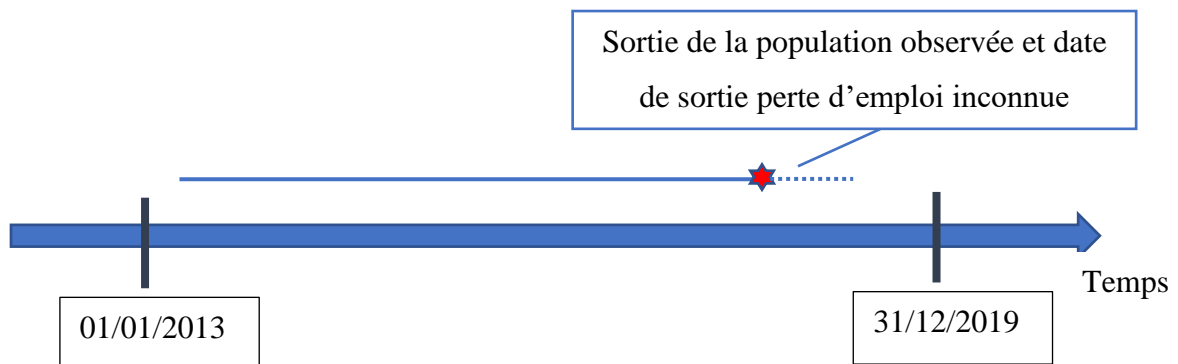 Sortie de la population observée et date
de sortie perte d’emploi inconnue
Temps
01/01/2013
31/12/2019